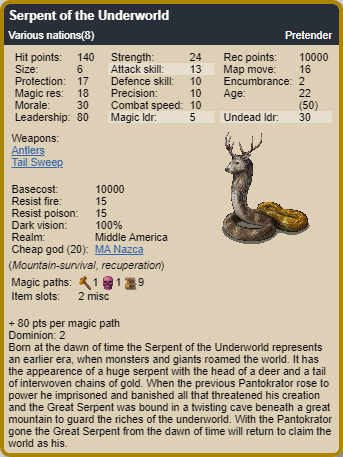 Serpent of the Underworld
Various nations(8) Pretender
Hit points: 140 Strength: 24 Rec points: 10000
Size: 6 Attack skill: 13 Map move: 16
Protection: 17 Defence skill: 10 Encumbrance: 2
Magic res: 18 Precision: 10 Age: 22
Morale: 30 Combat speed: 10 (50)
Leadership: 80 Magic ldr: 5 Undead ldr: 30
Weapons:
Antlers
Tail Sweep
Basecost: 10000
Resist fire: 15
Resist poison: 15
Dark vision: 100%
Realm: Middle America
Cheap god (20): MA Nazca
(Mountain-survival, recuperation)
Magic paths: 1 1 9
Item slots: 2 misc
+ 80 pts per magic path
Dominion: 2
Born at the dawn of time the Serpent of the Underworld represents
an earlier era, when monsters and giants roamed the world. It has
the appearence of a huge serpent with the head of a deer and a tail
of interwoven chains of gold. When the previous Pantokrator rose to
power he imprisoned and banished all that threatened his creation
and the Great Serpent was bound in a twisting cave beneath a great
mountain to guard the riches of the underworld. With the Pantokrator
gone the Great Serpent from the dawn of time will return to claim the
world as his.